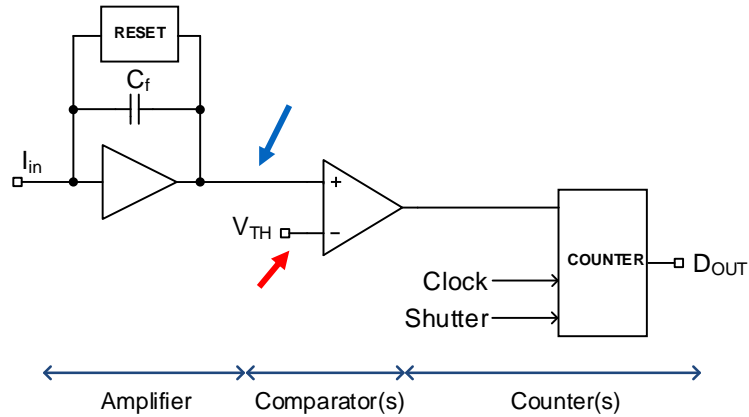 RESET
Cf
Iin
+
VTH
−
COUNTER
DOUT
Clock
Shutter
Amplifier
Comparator(s)
Counter(s)